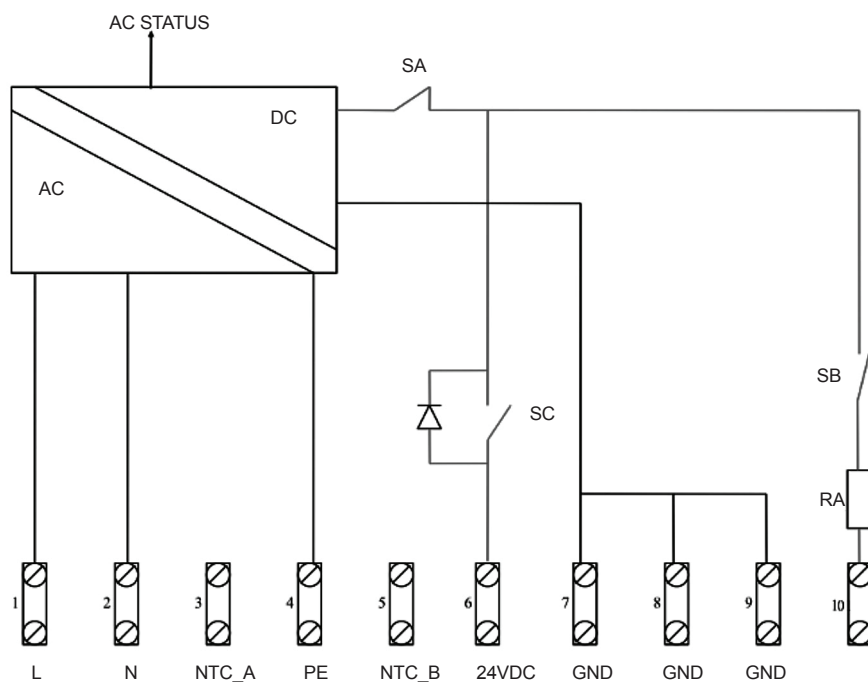 AC STATUS
SA
DC
AC
SB
SC
RA
1 2 3 4 5 6 7 8 9 10
L N NTC_A PE NTC_B 24VDC GND GND GND